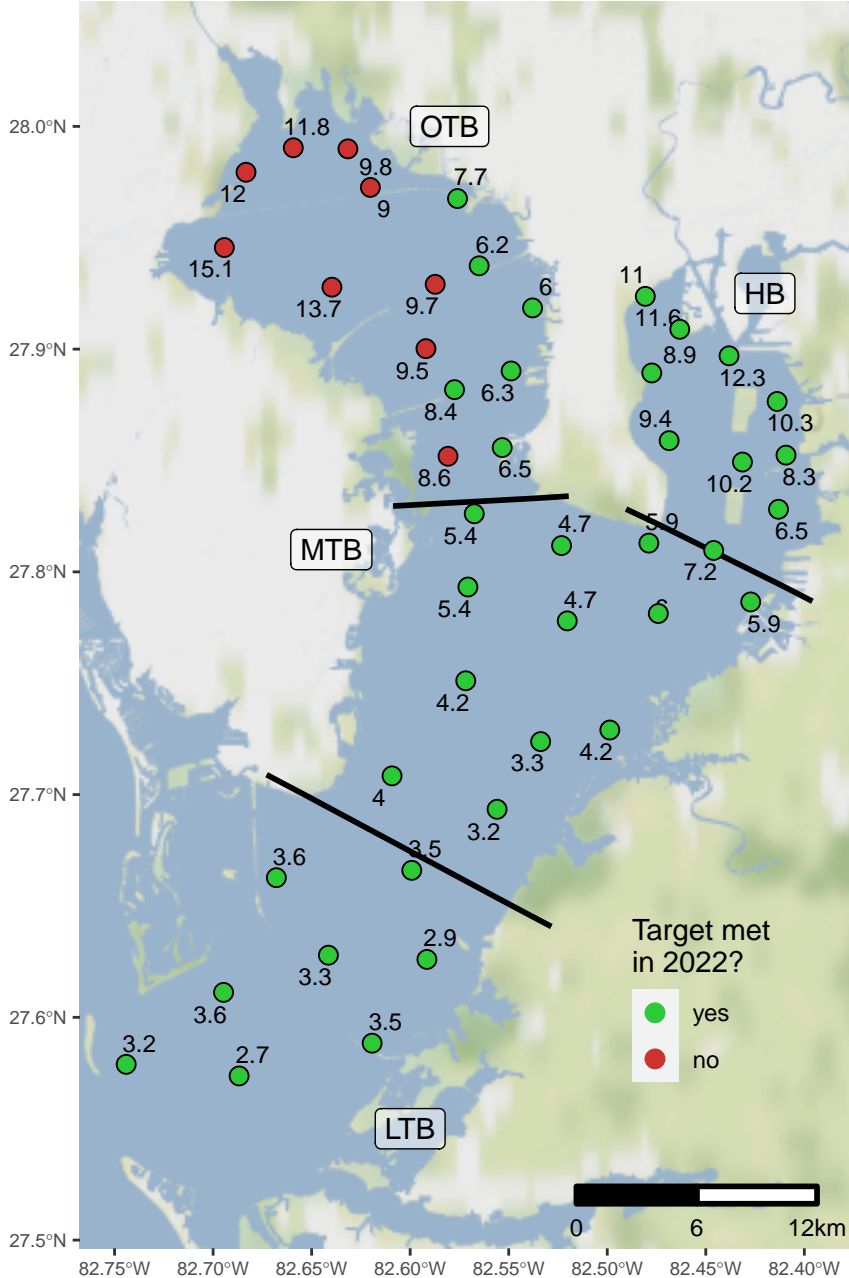 28.0°N
27.9°N
27.8°N
27.7°N
27.6°N
27.5°N
OTB
11.8
9.8
12
9
7.7
15.1
13.7
9.7
6.2
6
9.5
8.4
6.3
8.6
6.5
HB
11
11.6
8.9
12.3
10.3
9.4
10.2
8.3
6.5
MTB
5.4
4.7
5.9
7.2
5.4
4.7
6
5.9
4.2
3.3
4.2
4
3.2
3.5
3.6
3.3
2.9
3.6
3.5
3.2
2.7
LTB
Target met
in 2022?
yes
no
0 6 12km
82.75°W 82.70°W 82.65°W 82.60°W 82.55°W 82.50°W 82.45°W 82.40°W